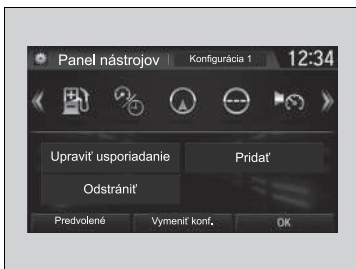 Panel nástrojov Konfigurácia 1 12:34
Upraviť usporiadanie Pridať
Odstrániť
Predvolené Vymeniť konf. OK